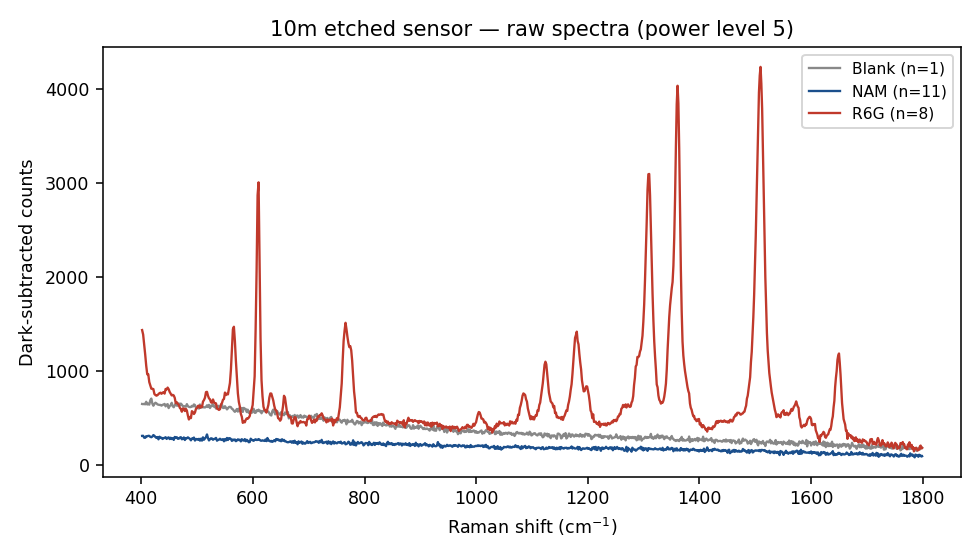 10m etched sensor — raw spectra (power level 5)
Blank (n=1)
NAM (n=11)
R6G (n=8)
Dark-subtracted counts
4000
3000
2000
1000
0
400 600 800 1000 1200 1400 1600 1800
Raman shift (cm⁻¹)